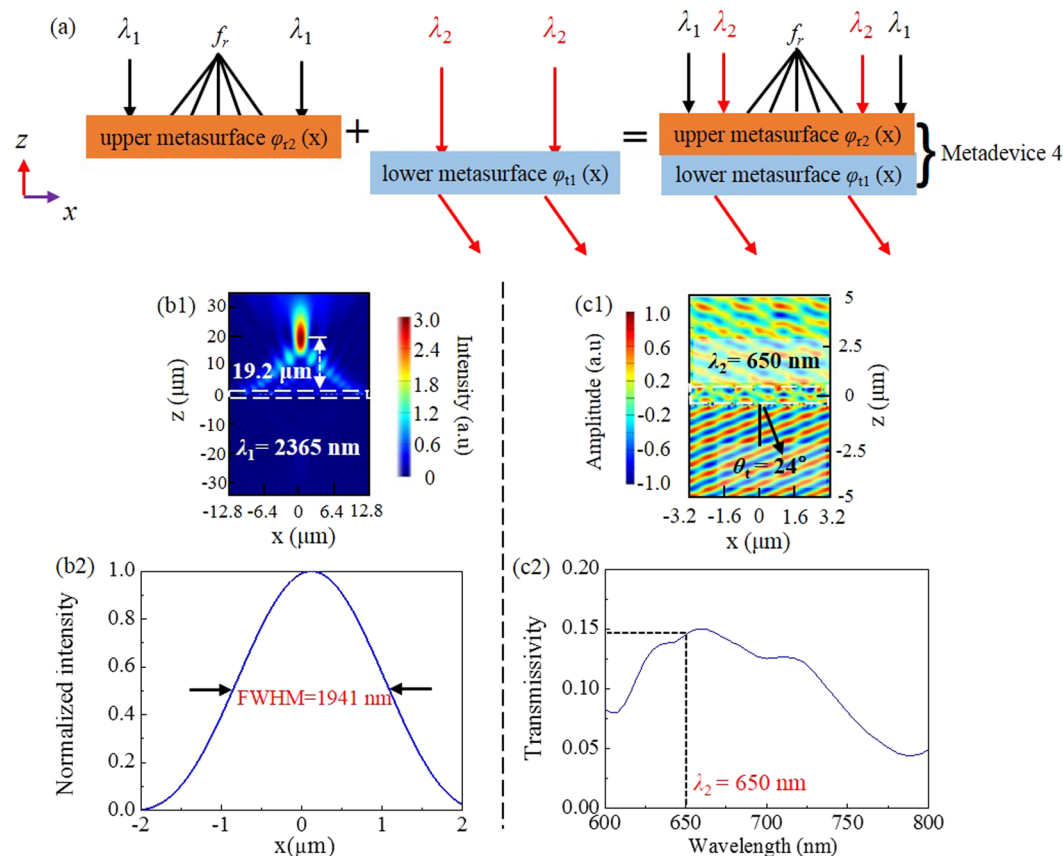 (a)
λ1 fr λ1
λ2 λ2
λ1 λ2 fr λ2 λ1
upper metasurface φr2 (x)
+
lower metasurface φt1 (x)
=
upper metasurface φr2 (x)
lower metasurface φt1 (x)
} Metadevice 4
z
x
(b1)
30
20
10
0
10
20
30
z (μm)
19.2 μm
λ1= 2365 nm
-12.8 -6.4 0 6.4 12.8
x (μm)
3.0
2.4
1.8
1.2
0.6
0
Intensity (a.u)
(c1)
1.0
0.6
0.2
-0.2
-0.6
-1.0
Amplitude (a.u)
λ2= 650 nm
θt = 24°
5
2.5
0
-2.5
-5
z (μm)
-3.2 -1.6 0 1.6 3.2
x (μm)
(b2)
1.0
0.8
0.6
0.4
0.2
0.0
Normalized intensity
FWHM=1941 nm
-2 -1 0 1 2
x(μm)
(c2)
0.20
0.15
0.10
0.05
0.00
Transmissivity
λ2 = 650 nm
600 650 700 750 800
Wavelength (nm)